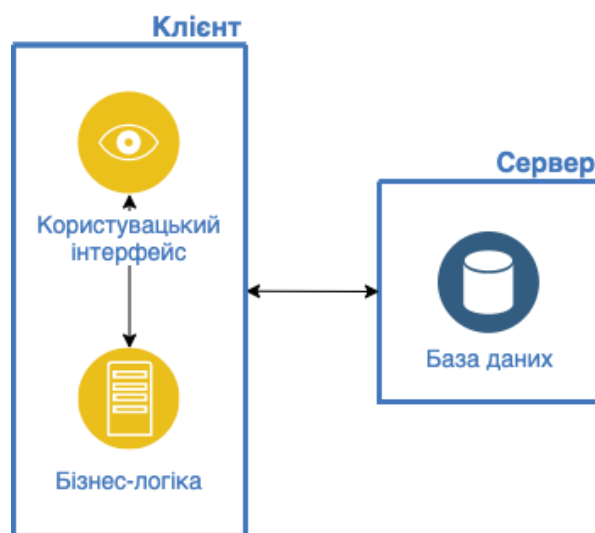 Клієнт
Користувацький
інтерфейс
Бізнес-логіка
Сервер
База даних